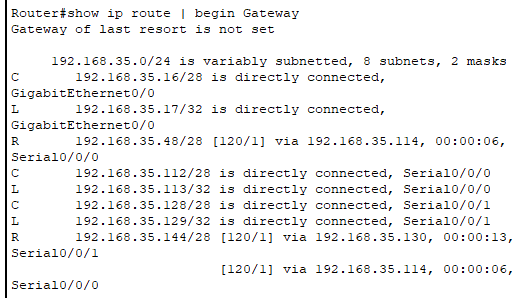 Router#show ip route | begin Gateway
Gateway of last resort is not set
192.168.35.0/24 is variably subnetted, 8 subnets, 2 masks
C 192.168.35.16/28 is directly connected,
GigabitEthernet0/0
L 192.168.35.17/32 is directly connected,
GigabitEthernet0/0
R 192.168.35.48/28 [120/1] via 192.168.35.114, 00:00:06,
Serial0/0/0
C 192.168.35.112/28 is directly connected, Serial0/0/0
L 192.168.35.113/32 is directly connected, Serial0/0/0
C 192.168.35.128/28 is directly connected, Serial0/0/1
L 192.168.35.129/32 is directly connected, Serial0/0/1
R 192.168.35.144/28 [120/1] via 192.168.35.130, 00:00:13,
Serial0/0/1
[120/1] via 192.168.35.114, 00:00:06,
Serial0/0/0